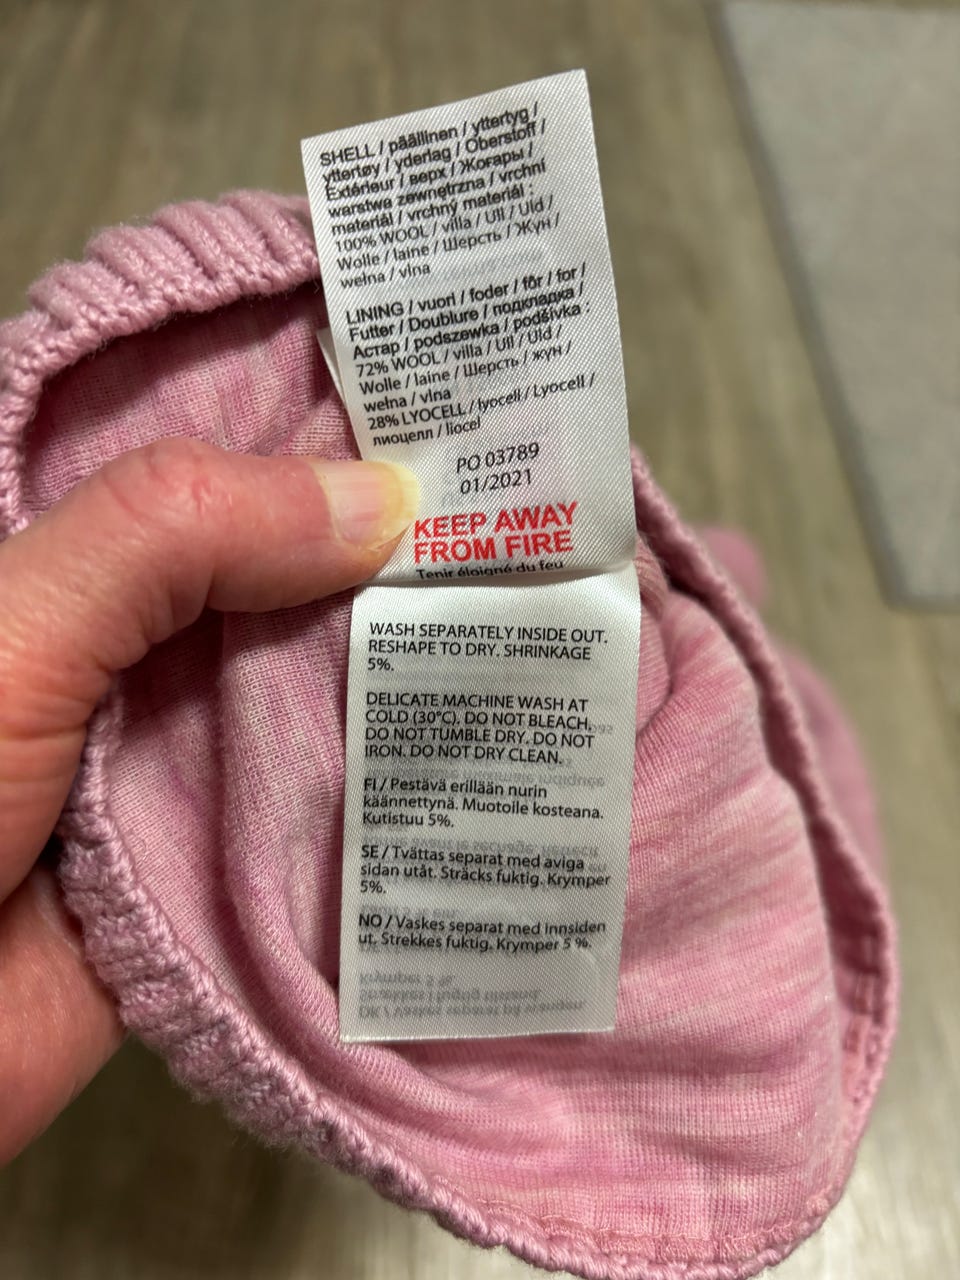 SHELL / päällinen / yttertyg /
yttertøy / yderlag / Oberstoff /
Extérieur / верх / Жоғары /
warstwa zewnętrzna / vrchni
materiál / vrchný materiál :
100% WOOL / villa / Ull / Uld /
Wolle / laine / Шерсть / Жүн /
wełna / vlna
LINING / vuori / foder / fôr / for /
Futter / Doublure / подкладка /
Астар / podszewka / podšívka :
72% WOOL / villa / Ull / Uld /
Wolle / laine / Шерсть / жүн /
wełna / vlna
28% LYOCELL / lyocell / Lyocell /
лиоцелл / liocel
PO 03789
01/2021
KEEP AWAY
FROM FIRE
Tenir éloigné du feu
WASH SEPARATELY INSIDE OUT.
RESHAPE TO DRY. SHRINKAGE
5%.
DELICATE MACHINE WASH AT
COLD (30°C). DO NOT BLEACH,
DO NOT TUMBLE DRY. DO NOT
IRON. DO NOT DRY CLEAN.
FI / Pestävä erillään nurin
käännettynä. Muotoile kosteana.
Kutistuu 5%.
SE / Tvättas separat med aviga
sidan utåt. Sträcks fuktig. Krymper
5%.
NO / Vaskes separat med innsiden
ut. Strekkes fuktig. Krymper 5 %.